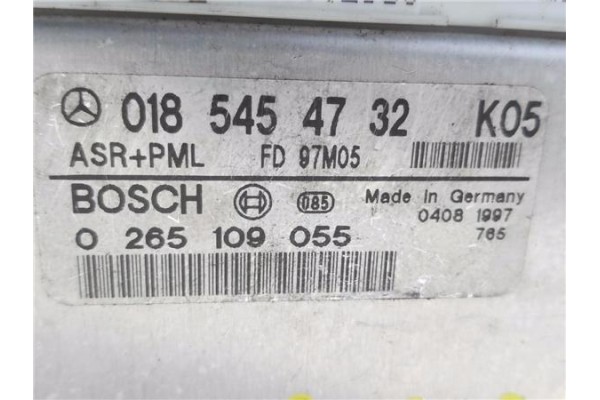 018 545 47 32 K05
ASR+PML FD 97M05
BOSCH 085 Made in Germany
0408 1997
0 265 109 055 765